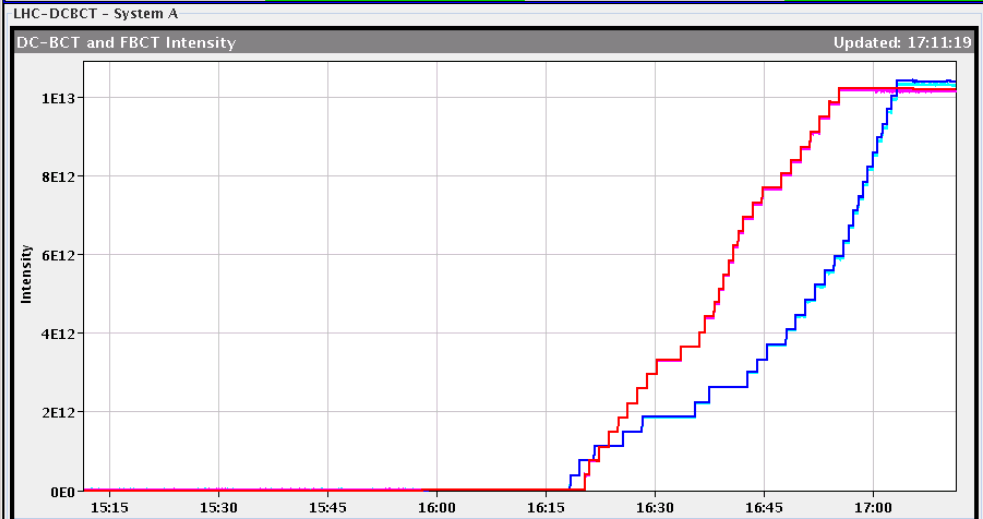 LHC-DCBCT - System A
DC-BCT and FBCT Intensity Updated: 17:11:19
1E13
8E12
6E12
Intensity
4E12
2E12
0E0
15:15 15:30 15:45 16:00 16:15 16:30 16:45 17:00